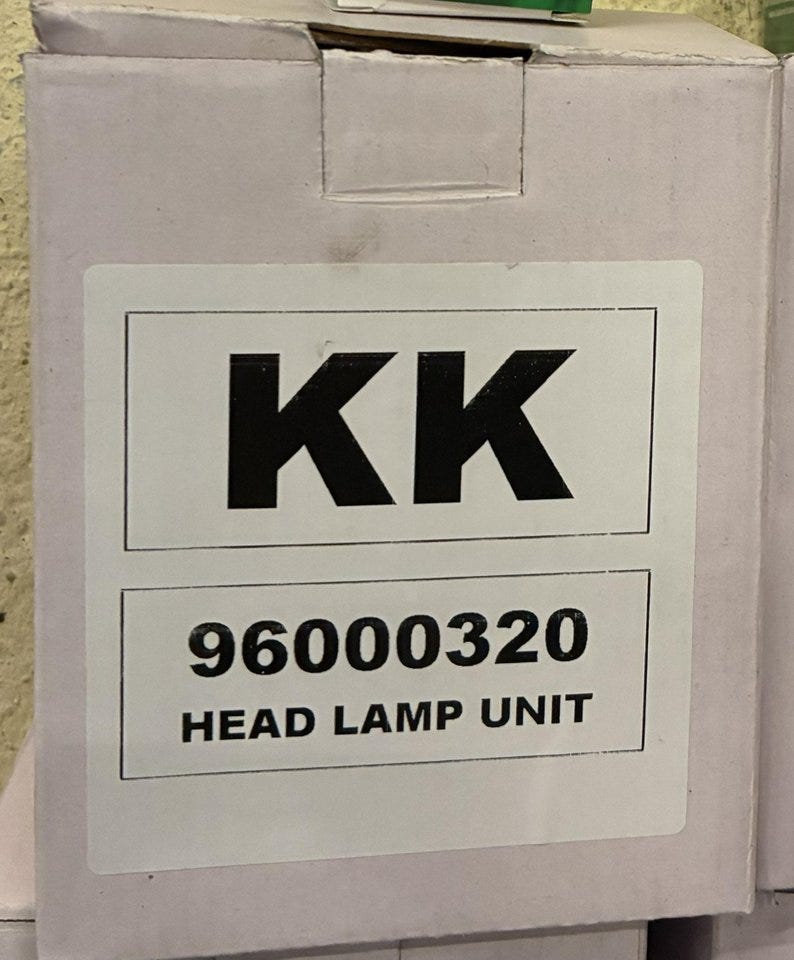 KK
96000320
HEAD LAMP UNIT